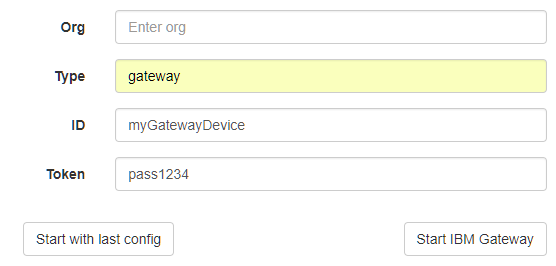 Org Enter org
Type gateway
ID myGatewayDevice
Token pass1234
Start with last config Start IBM Gateway